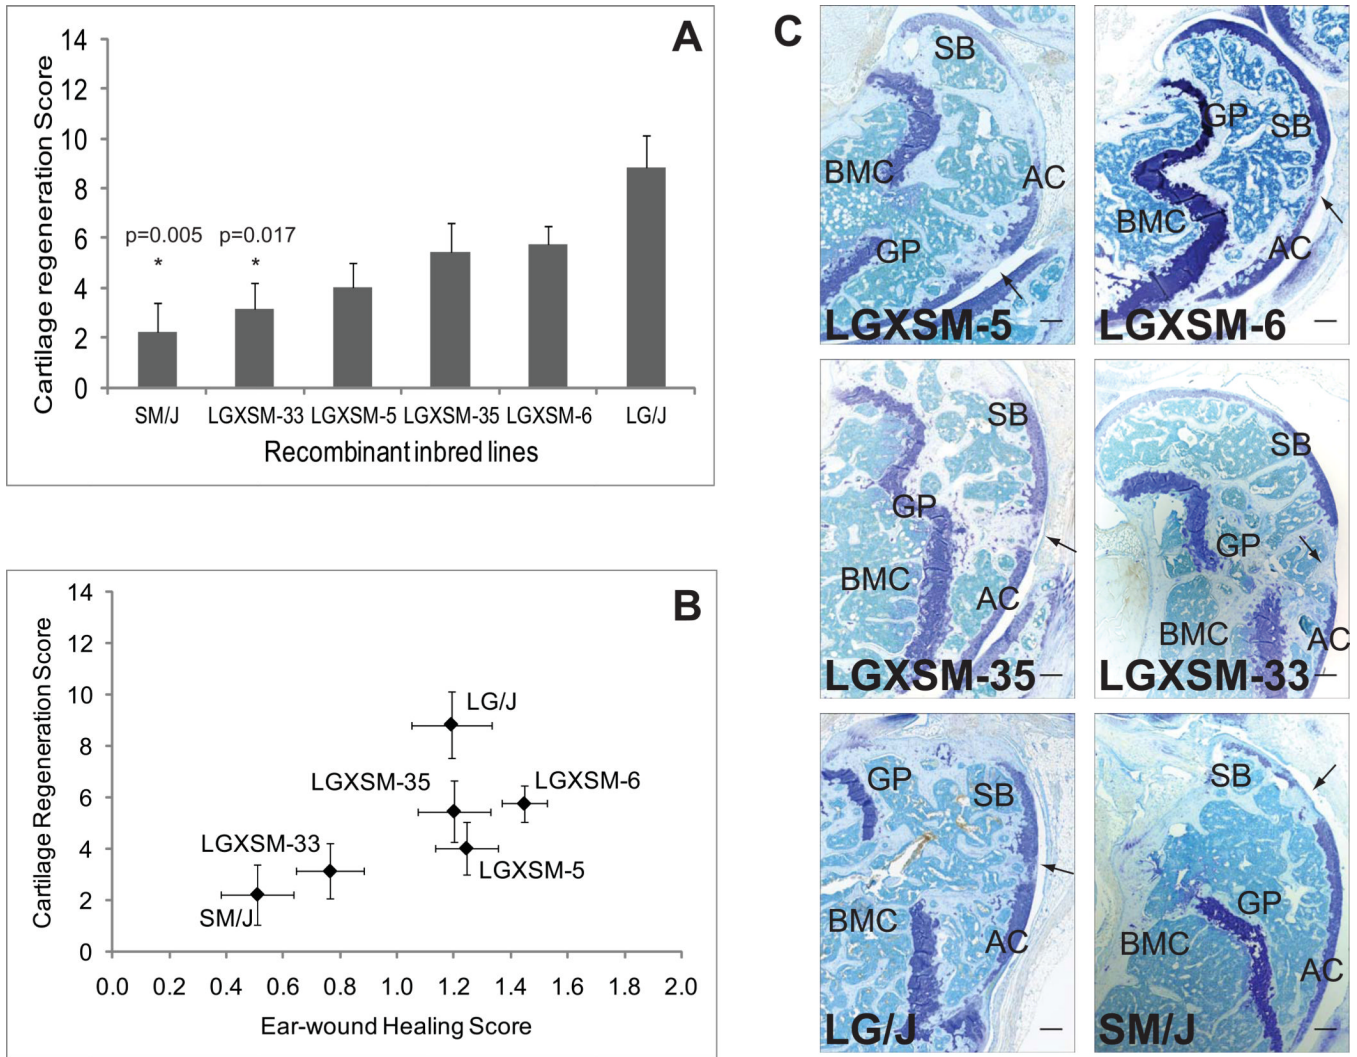 A
Cartilage regeneration Score
14
12
10
8
6
4
2
0
p=0.005 p=0.017
* *
SM/J LGXSM-33 LGXSM-5 LGXSM-35 LGXSM-6 LG/J
Recombinant inbred lines
B
Cartilage Regeneration Score
14
12
10
8
6
4
2
0
LG/J
LGXSM-35
LGXSM-6
LGXSM-33
LGXSM-5
SM/J
0.0 0.2 0.4 0.6 0.8 1.0 1.2 1.4 1.6 1.8 2.0
Ear-wound Healing Score
C
SB
BMC
AC
GP
LGXSM-5
GP
SB
BMC
AC
LGXSM-6
SB
GP
BMC
AC
LGXSM-35
SB
GP
BMC
AC
LGXSM-33
GP
SB
BMC
AC
LG/J
SB
GP
BMC
AC
SM/J